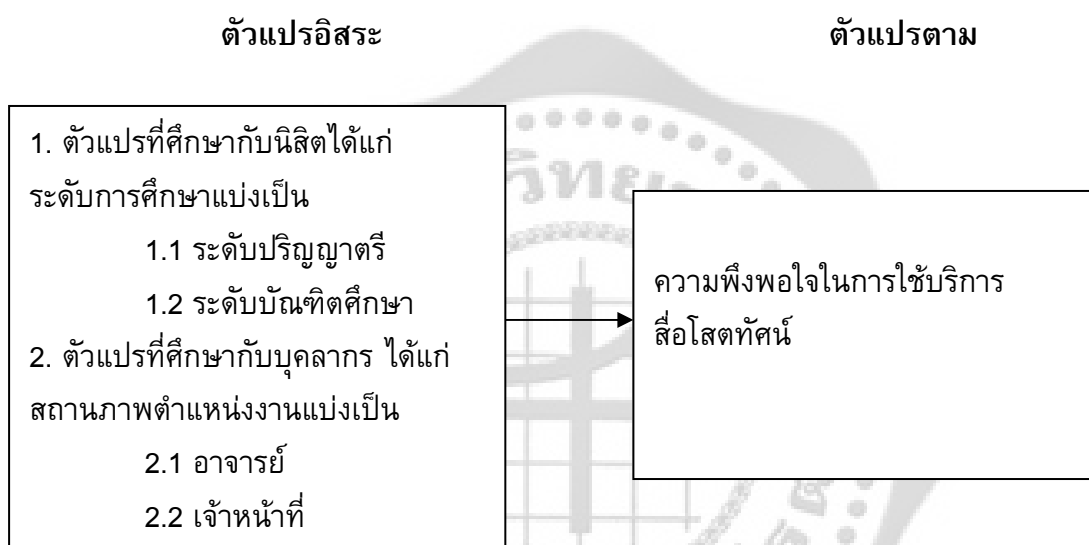 ตัวแปรอิสระ
ตัวแปรตาม
1. ตัวแปรที่ศึกษากับนิสิตได้แก่
ระดับการศึกษาแบ่งเป็น
1.1 ระดับปริญญาตรี
1.2 ระดับบัณฑิตศึกษา
2. ตัวแปรที่ศึกษากับบุคลากร ได้แก่
สถานภาพตำแหน่งงานแบ่งเป็น
2.1 อาจารย์
2.2 เจ้าหน้าที่
ความพึงพอใจในการใช้บริการ
สื่อโสตทัศน์